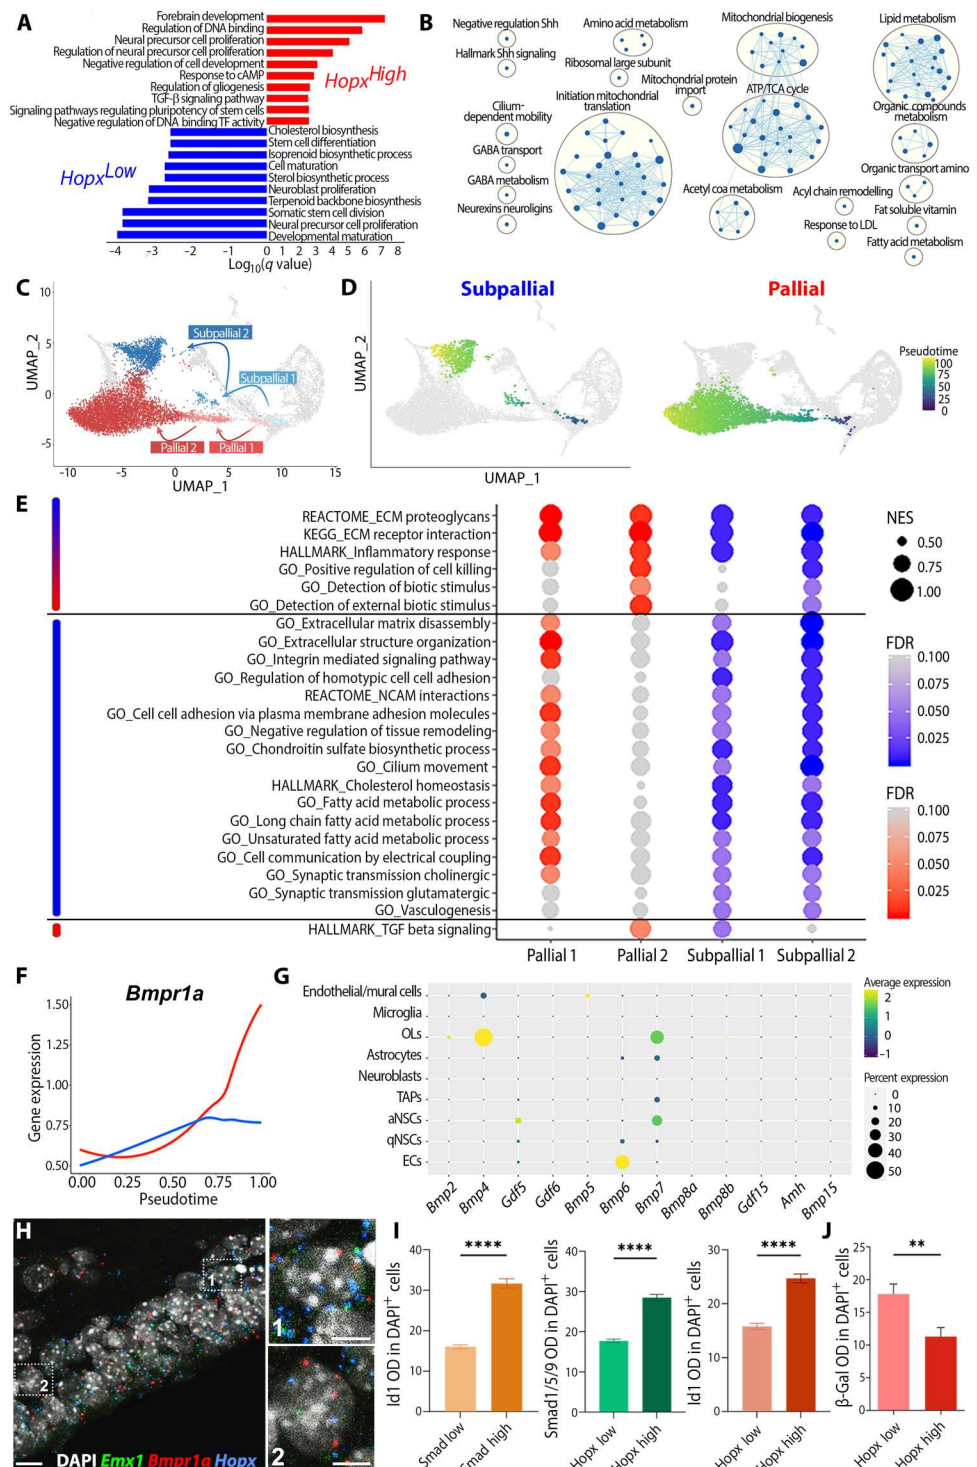 A
Forebrain development
Regulation of DNA binding
Neural precursor cell proliferation
Regulation of neural precursor cell proliferation
Negative regulation of cell development
Response to cAMP
Regulation of gliogenesis
TGF-β signaling pathway
Signaling pathways regulating pluripotency of stem cells
Negative regulation of DNA binding TF activity
HopxHigh
Cholesterol biosynthesis
Stem cell differentiation
Isoprenoid biosynthetic process
Cell maturation
Sterol biosynthetic process
Neuroblast proliferation
Terpenoid backbone biosynthesis
Somatic stem cell division
Neural precursor cell proliferation
Developmental maturation
HopxLow
−4 −3 −2 −1 0 1 2 3 4 5 6 7 8
Log10(q value)
B
Negative regulation Shh
Hallmark Shh signaling
Cilium-
dependent mobility
GABA transport
GABA metabolism
Neurexins neuroligins
Amino acid metabolism
Ribosomal large subunit
Initiation mitochondrial
translation
Mitochondrial protein
import
Mitochondrial biogenesis
ATP/TCA cycle
Acetyl coa metabolism
Lipid metabolism
Organic compounds
metabolism
Organic transport amino
Acyl chain remodelling
Fat soluble vitamin
Response to LDL
Fatty acid metabolism
C
UMAP_2
10
5
0
−5
Subpallial 2
Subpallial 1
Pallial 2
Pallial 1
−10 −5 0 5 10 15
UMAP_1
D
Subpallial
Pallial
UMAP_2
UMAP_1
Pseudotime
100
75
50
25
0
E
REACTOME_ECM proteoglycans
KEGG_ECM receptor interaction
HALLMARK_Inflammatory response
GO_Positive regulation of cell killing
GO_Detection of biotic stimulus
GO_Detection of external biotic stimulus
GO_Extracellular matrix disassembly
GO_Extracellular structure organization
GO_Integrin mediated signaling pathway
GO_Regulation of homotypic cell cell adhesion
REACTOME_NCAM interactions
GO_Cell cell adhesion via plasma membrane adhesion molecules
GO_Negative regulation of tissue remodeling
GO_Chondroitin sulfate biosynthetic process
GO_Cilium movement
HALLMARK_Cholesterol homeostasis
GO_Fatty acid metabolic process
GO_Long chain fatty acid metabolic process
GO_Unsaturated fatty acid metabolic process
GO_Cell communication by electrical coupling
GO_Synaptic transmission cholinergic
GO_Synaptic transmission glutamatergic
GO_Vasculogenesis
HALLMARK_TGF beta signaling
Pallial 1 Pallial 2 Subpallial 1 Subpallial 2
NES
0.50
0.75
1.00
FDR
0.100
0.075
0.050
0.025
FDR
0.100
0.075
0.050
0.025
F
Bmpr1a
Gene expression
1.50
1.25
1.00
0.75
0.50
0.00 0.25 0.50 0.75 1.00
Pseudotime
G
Endothelial/mural cells
Microglia
OLs
Astrocytes
Neuroblasts
TAPs
aNSCs
qNSCs
ECs
Bmp2 Bmp4 Gdf5 Gdf6 Bmp5 Bmp6 Bmp7 Bmp8a Bmp8b Gdf15 Amh Bmp15
Average expression
2
1
0
−1
Percent expression
0
10
20
30
40
50
H
1
2
DAPI Emx1 Bmpr1a Hopx
1
2
I
Id1 OD in DAPI+ cells
40
30
20
10
0
****
Smad low Smad high
Smad1/5/9 OD in DAPI+ cells
40
30
20
10
0
****
Hopx low Hopx high
Id1 OD in DAPI+ cells
30
20
10
0
****
Hopx low Hopx high
J
β-Gal OD in DAPI+ cells
25
20
15
10
5
0
**
Hopx low Hopx high